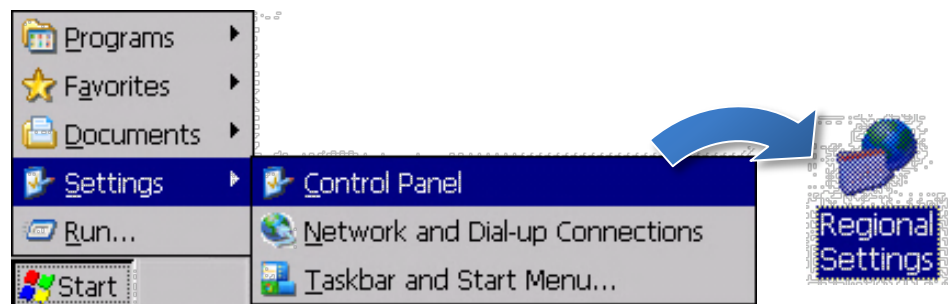 Programs
Favorites
Documents
Settings
Control Panel
Run...
Network and Dial-up Connections
Start
Taskbar and Start Menu...
Regional
Settings